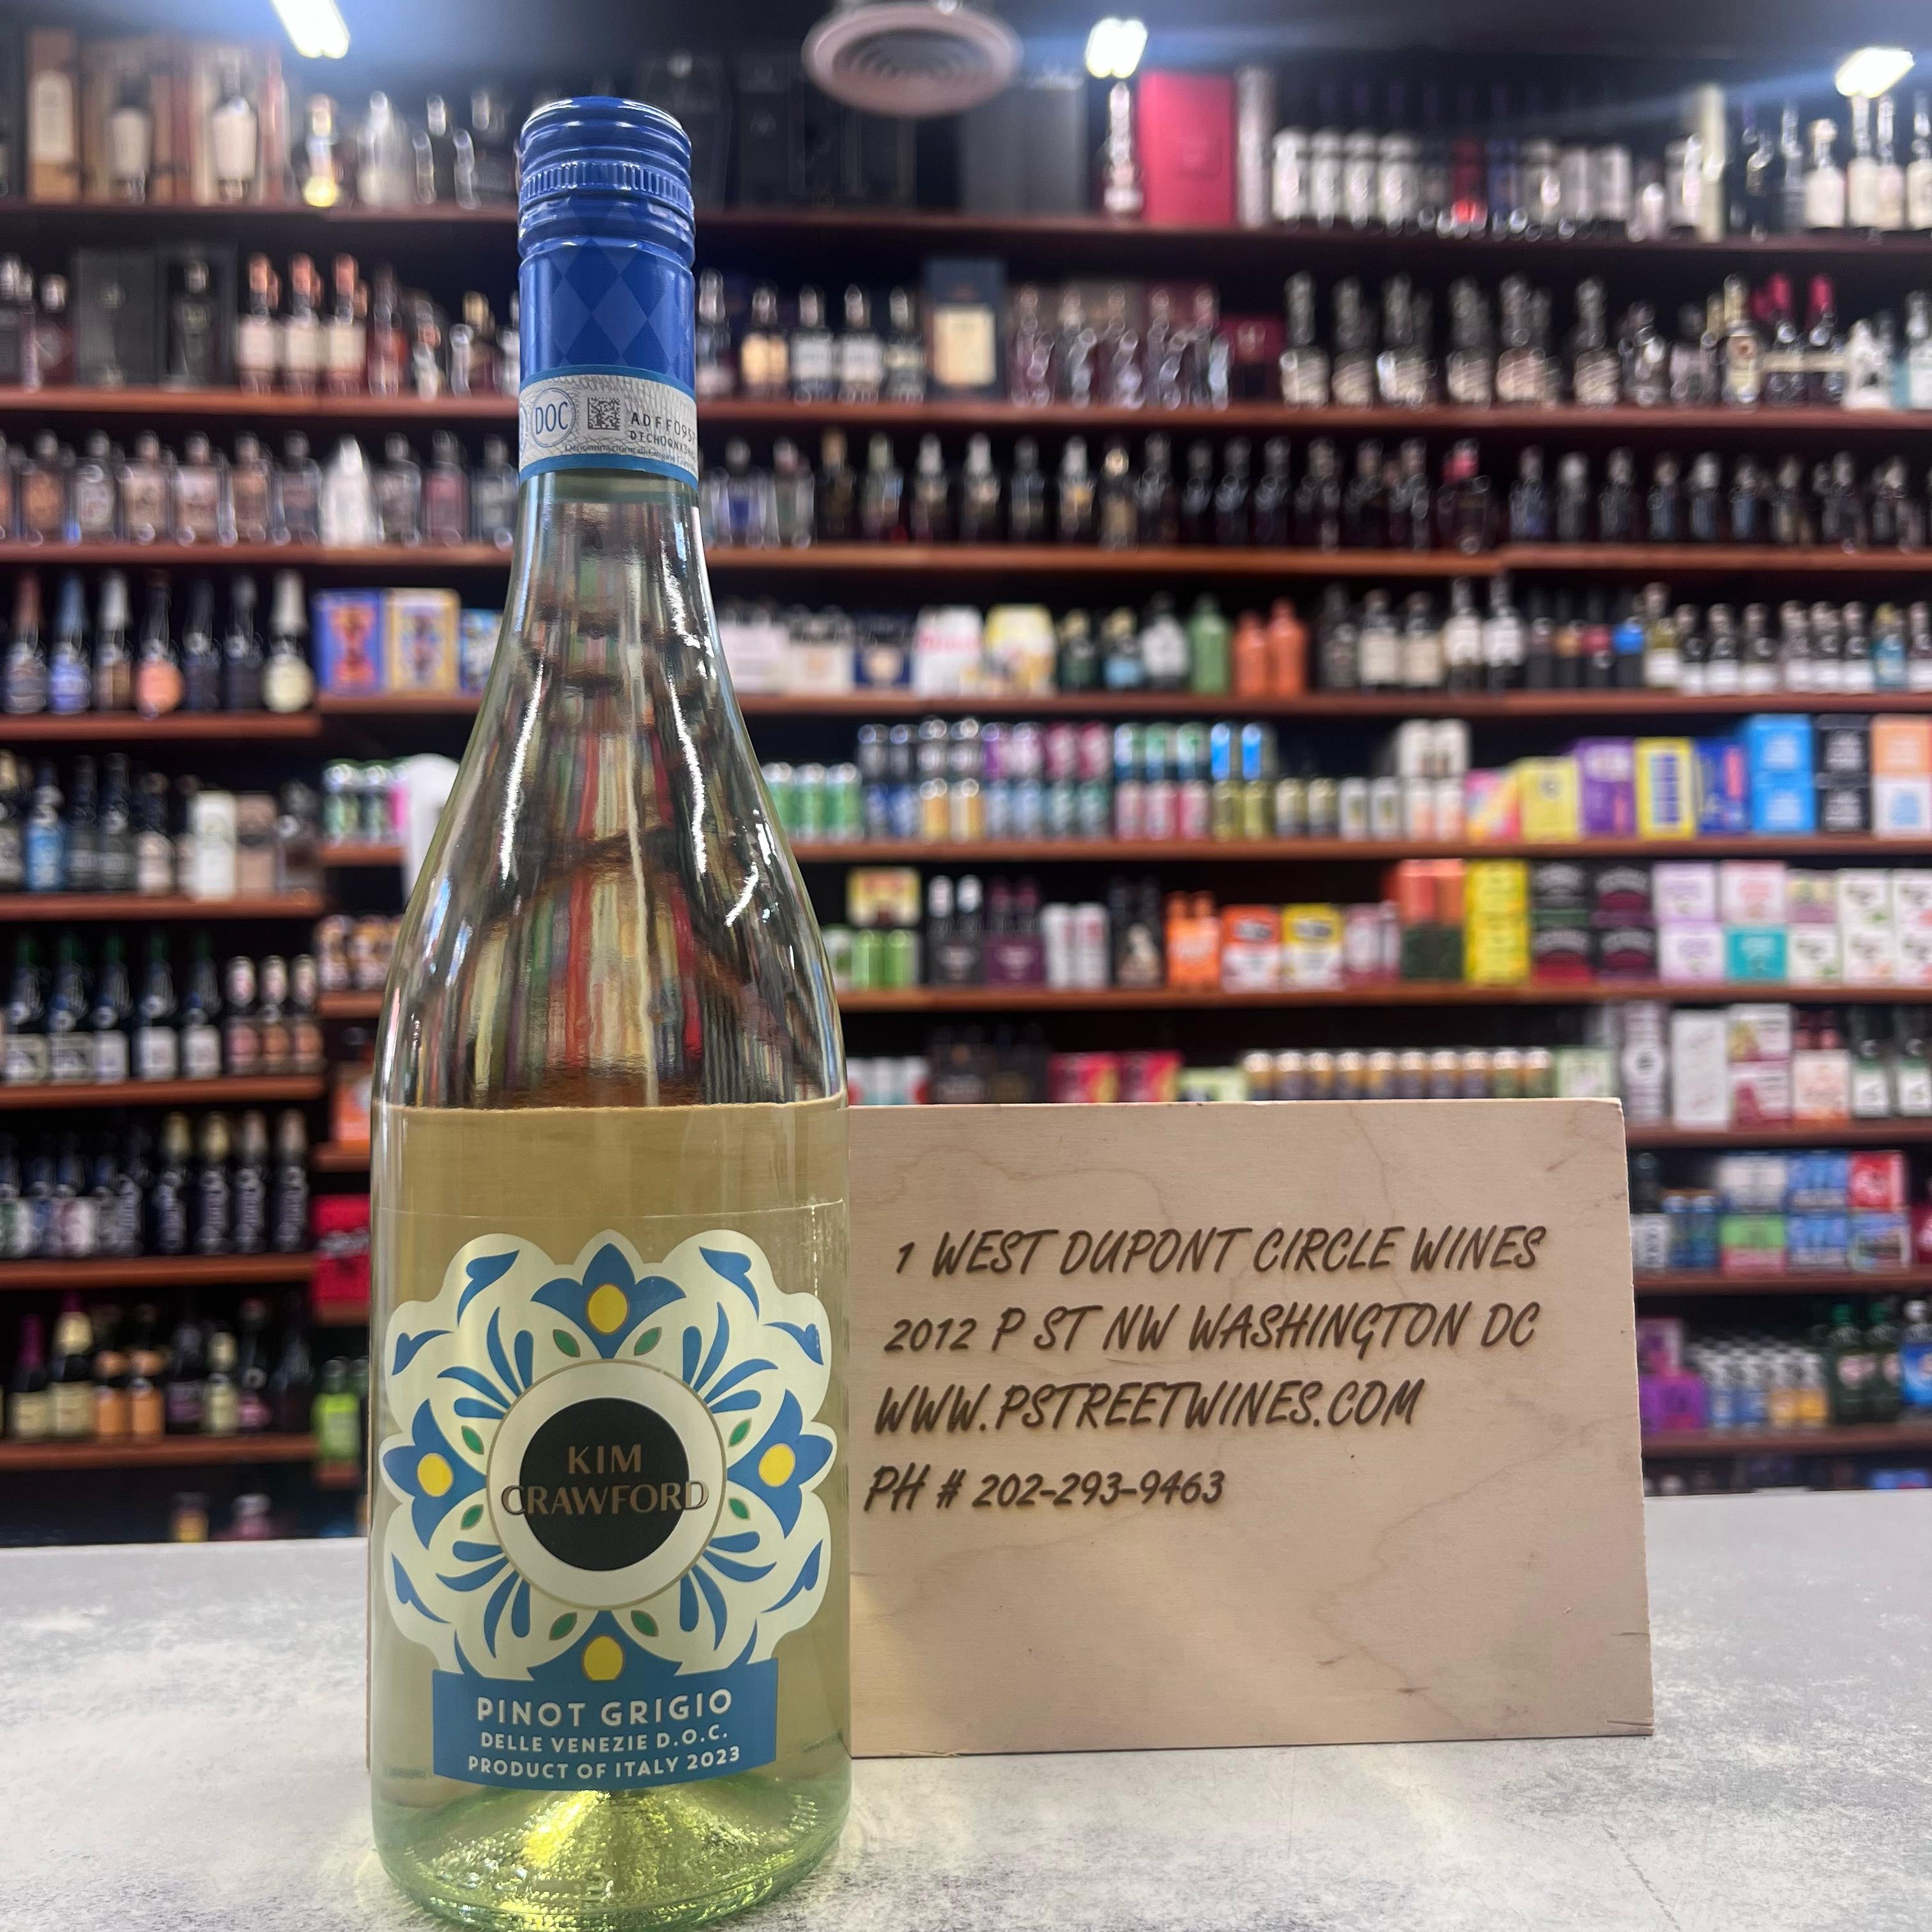 DOC
KIM
CRAWFORD
PINOT GRIGIO
DELLE VENEZIE D.O.C.
PRODUCT OF ITALY 2023
1 WEST DUPONT CIRCLE WINES
2012 P ST NW WASHINGTON DC
WWW.PSTREETWINES.COM
PH # 202-293-9463